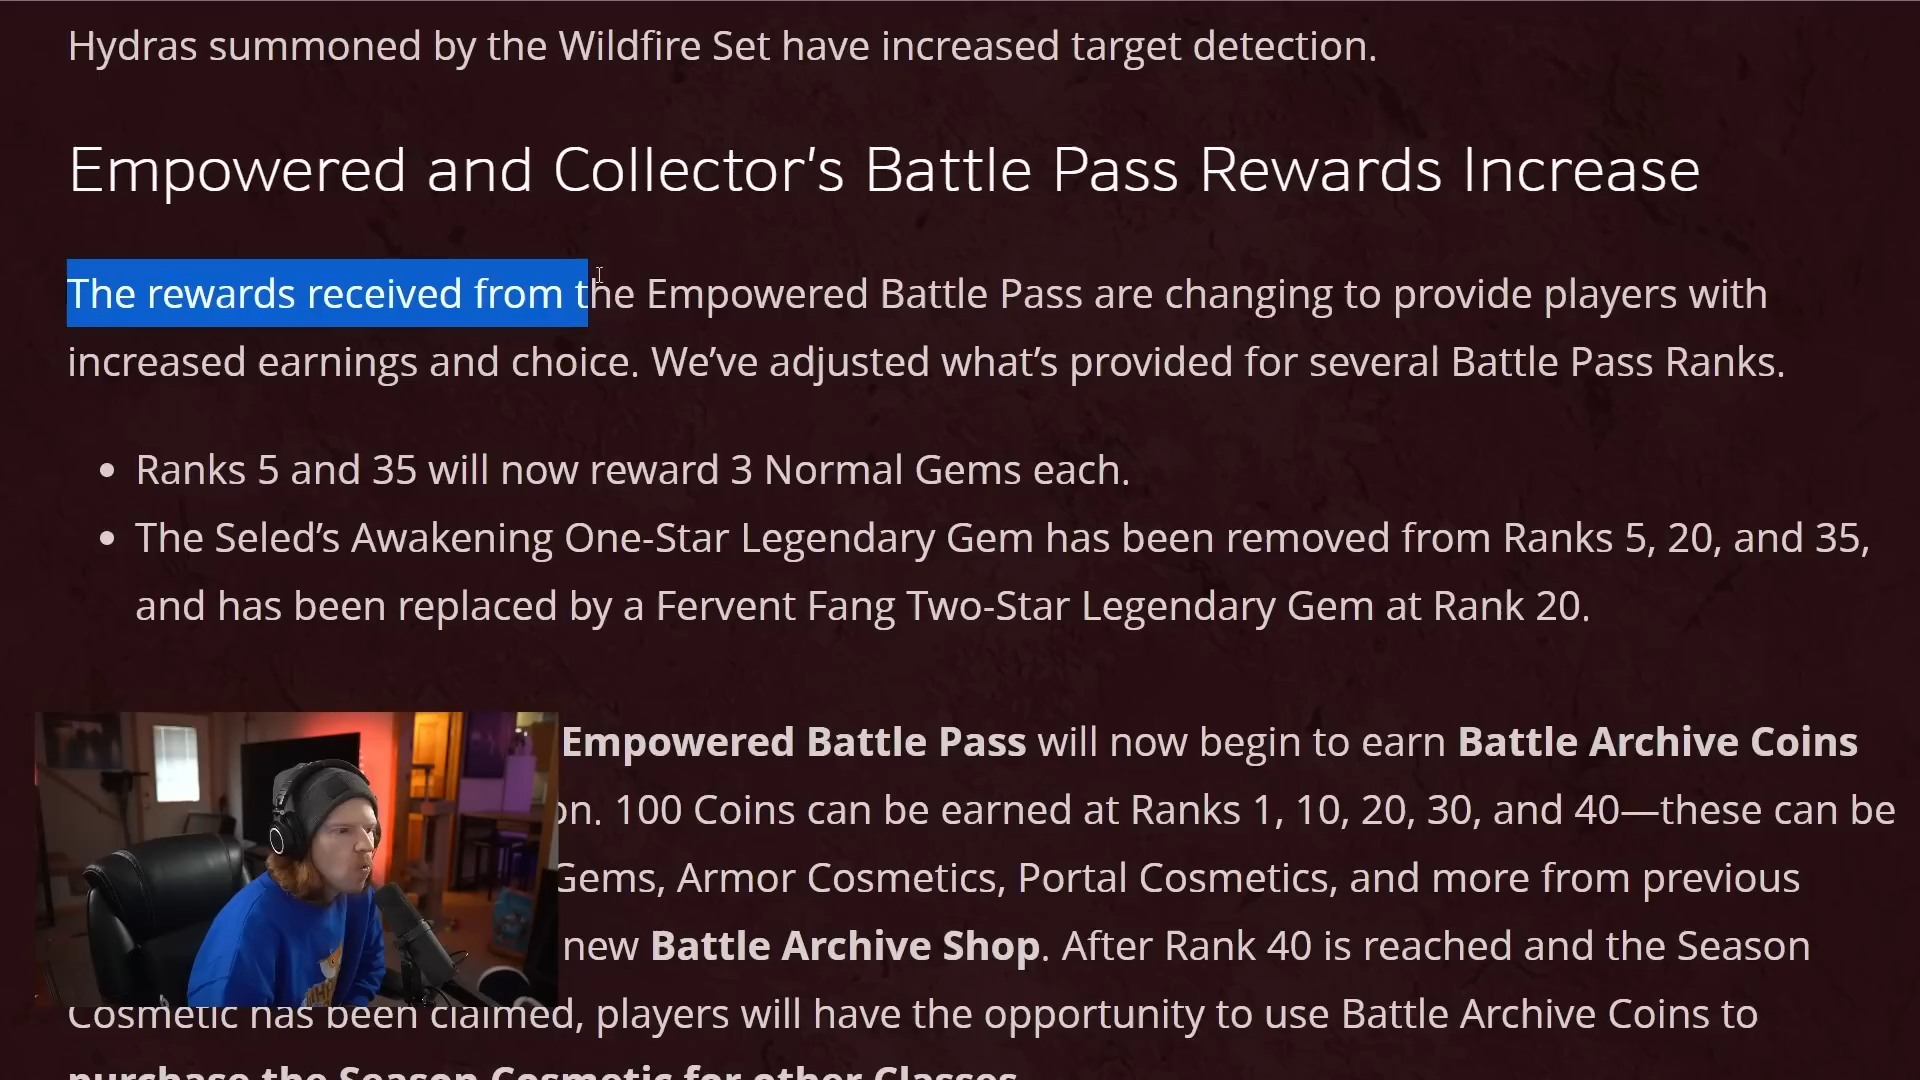 Hydras summoned by the Wildfire Set have increased target detection.
Empowered and Collector's Battle Pass Rewards Increase
The rewards received from the Empowered Battle Pass are changing to provide players with
increased earnings and choice. We’ve adjusted what’s provided for several Battle Pass Ranks.
• Ranks 5 and 35 will now reward 3 Normal Gems each.
• The Seled’s Awakening One-Star Legendary Gem has been removed from Ranks 5, 20, and 35,
and has been replaced by a Fervent Fang Two-Star Legendary Gem at Rank 20.
Empowered Battle Pass will now begin to earn Battle Archive Coins
on. 100 Coins can be earned at Ranks 1, 10, 20, 30, and 40—these can be
Gems, Armor Cosmetics, Portal Cosmetics, and more from previous
new Battle Archive Shop. After Rank 40 is reached and the Season
Cosmetic has been claimed, players will have the opportunity to use Battle Archive Coins to
purchase the Season Cosmetic for other Classes